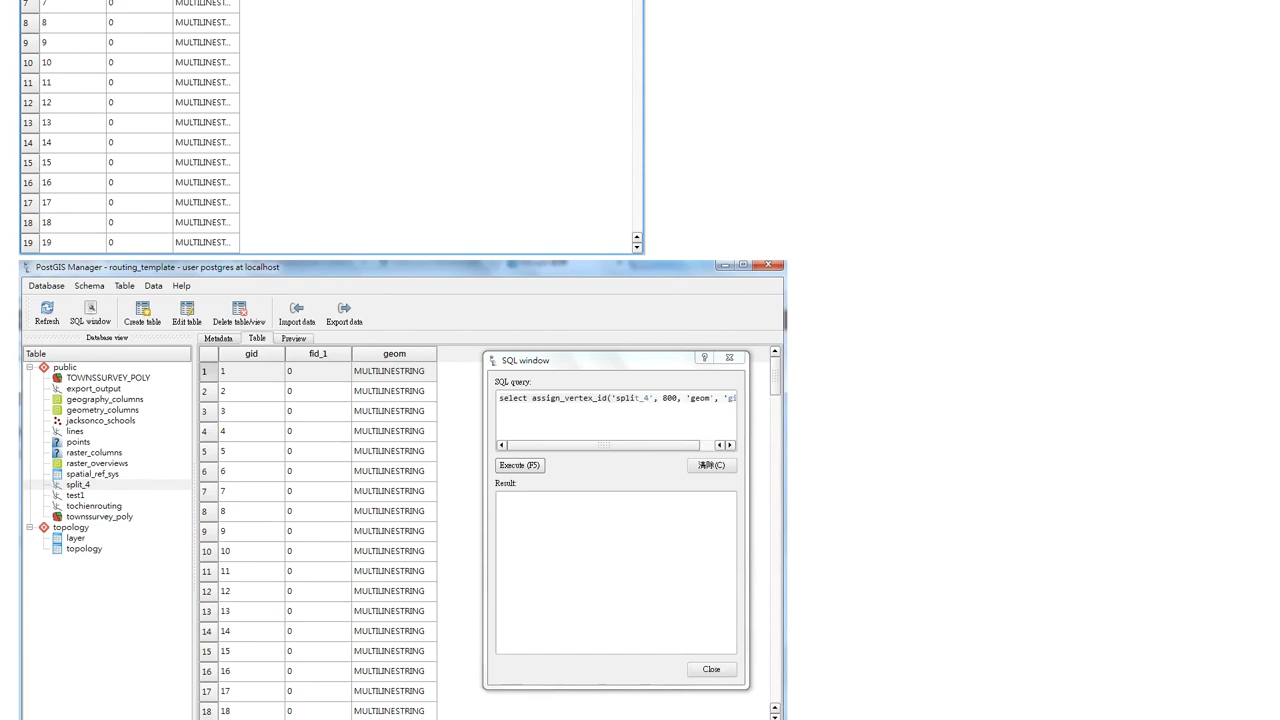 7 7 0 MULTILINEST...
8 8 0 MULTILINEST...
9 9 0 MULTILINEST...
10 10 0 MULTILINEST...
11 11 0 MULTILINEST...
12 12 0 MULTILINEST...
13 13 0 MULTILINEST...
14 14 0 MULTILINEST...
15 15 0 MULTILINEST...
16 16 0 MULTILINEST...
17 17 0 MULTILINEST...
18 18 0 MULTILINEST...
19 19 0 MULTILINEST...
PostGIS Manager - routing_template - user postgres at localhost
Database Schema Table Data Help
Refresh SQL window Create table Edit table Delete table/view Import data Export data
Database view
Table
public
TOWNSSURVEY_POLY
export_output
geography_columns
geometry_columns
jacksonco_schools
lines
points
raster_columns
raster_overviews
spatial_ref_sys
split_4
test1
tochienrouting
townssurvey_poly
topology
layer
topology
Metadata Table Preview
gid fid_1 geom
1 1 0 MULTILINESTRING
2 2 0 MULTILINESTRING
3 3 0 MULTILINESTRING
4 4 0 MULTILINESTRING
5 5 0 MULTILINESTRING
6 6 0 MULTILINESTRING
7 7 0 MULTILINESTRING
8 8 0 MULTILINESTRING
9 9 0 MULTILINESTRING
10 10 0 MULTILINESTRING
11 11 0 MULTILINESTRING
12 12 0 MULTILINESTRING
13 13 0 MULTILINESTRING
14 14 0 MULTILINESTRING
15 15 0 MULTILINESTRING
16 16 0 MULTILINESTRING
17 17 0 MULTILINESTRING
18 18 0 MULTILINESTRING
SQL window
SQL query:
select assign_vertex_id('split_4', 800, 'geom', 'gi
Execute (F5) 清除(C)
Result:
Close